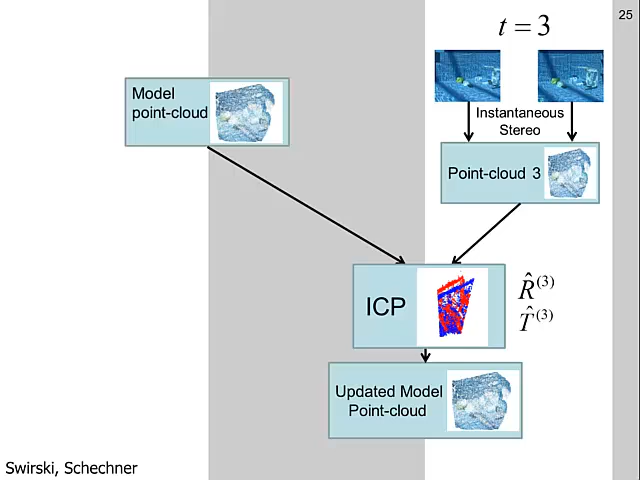 25
t = 3
Model
point-cloud
Instantaneous
Stereo
Point-cloud 3
ICP
R̂⁽³⁾
T̂⁽³⁾
Updated Model
Point-cloud
Swirski, Schechner